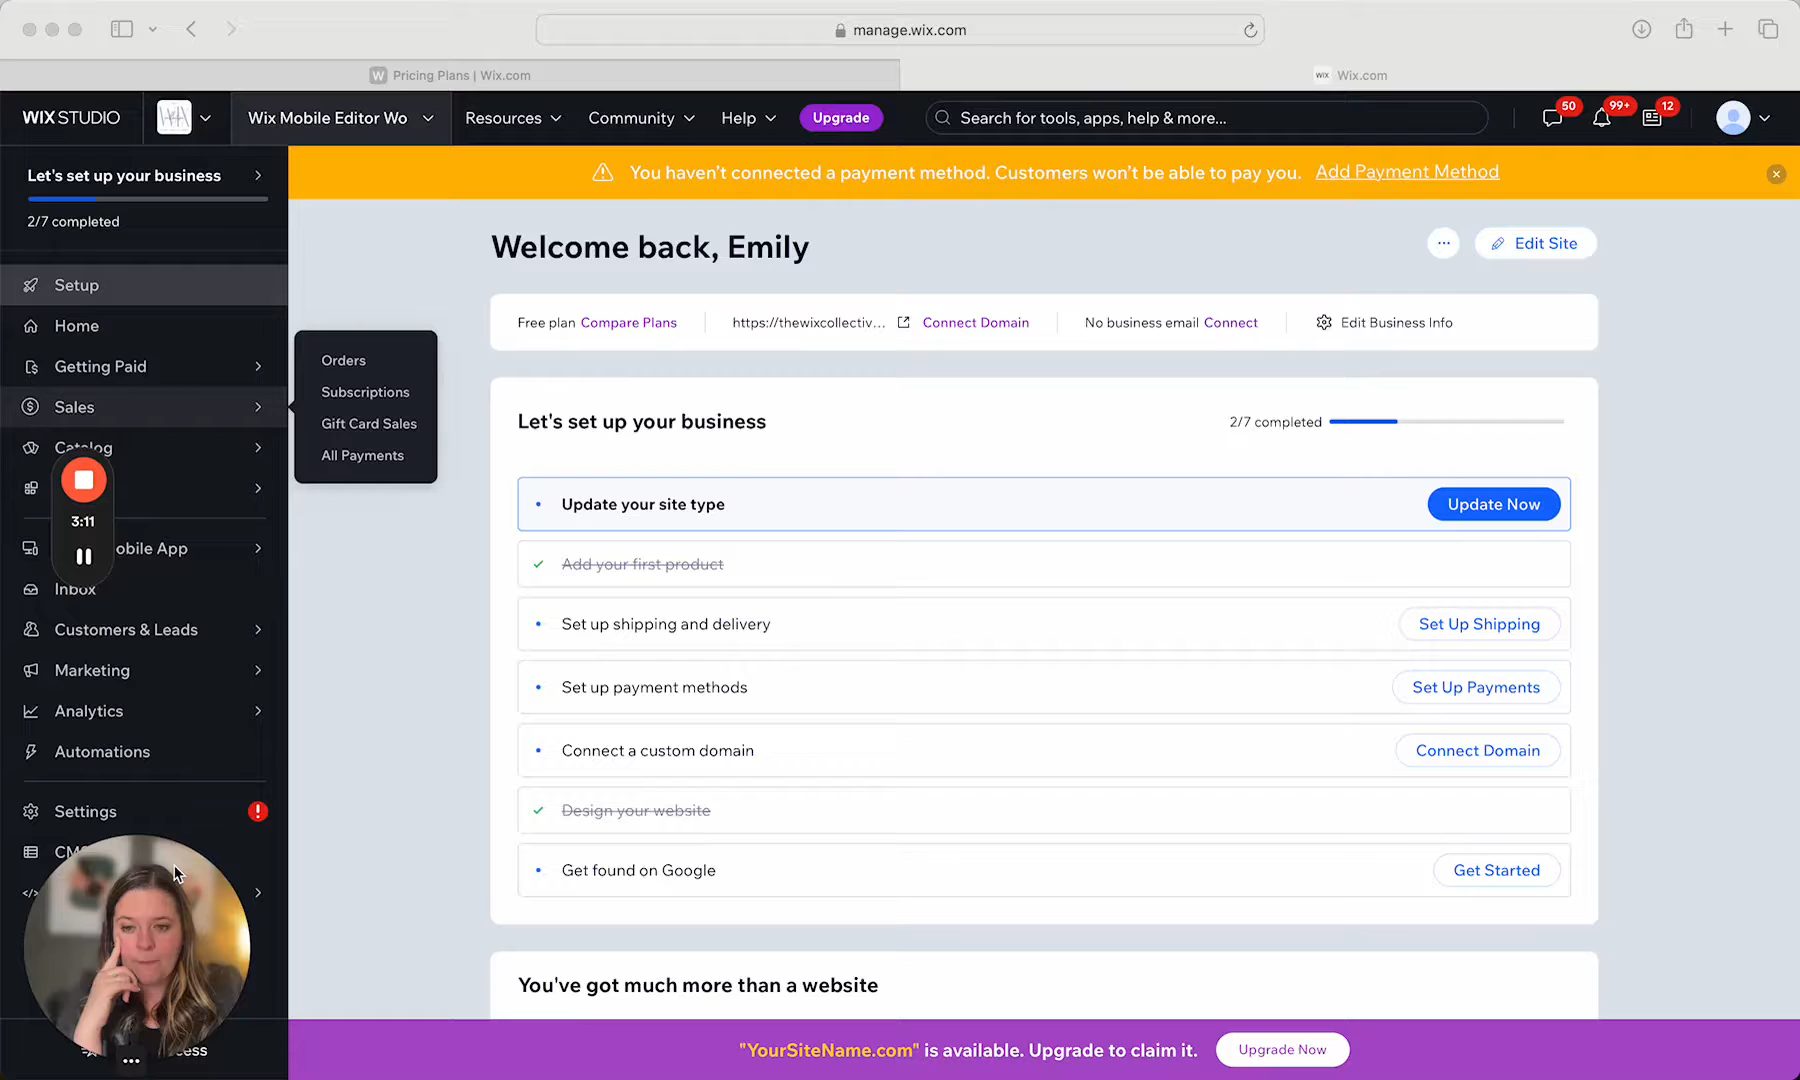 manage.wix.com
W Pricing Plans | Wix.com
WIX Wix.com
WIX STUDIO
Wix Mobile Editor Wo
Resources
Community
Help
Upgrade
Search for tools, apps, help & more...
50
99+
12
Let's set up your business
2/7 completed
You haven't connected a payment method. Customers won't be able to pay you. Add Payment Method
Setup
Home
Getting Paid
Sales
Catalog
3:11
obile App
Inbox
Customers & Leads
Marketing
Analytics
Automations
Settings
CM
cess
Orders
Subscriptions
Gift Card Sales
All Payments
Welcome back, Emily
... Edit Site
Free plan Compare Plans
https://thewixcollectiv...
Connect Domain
No business email Connect
Edit Business Info
Let's set up your business
2/7 completed
Update your site type
Update Now
Add your first product
Set up shipping and delivery
Set Up Shipping
Set up payment methods
Set Up Payments
Connect a custom domain
Connect Domain
Design your website
Get found on Google
Get Started
You've got much more than a website
"YourSiteName.com" is available. Upgrade to claim it.
Upgrade Now